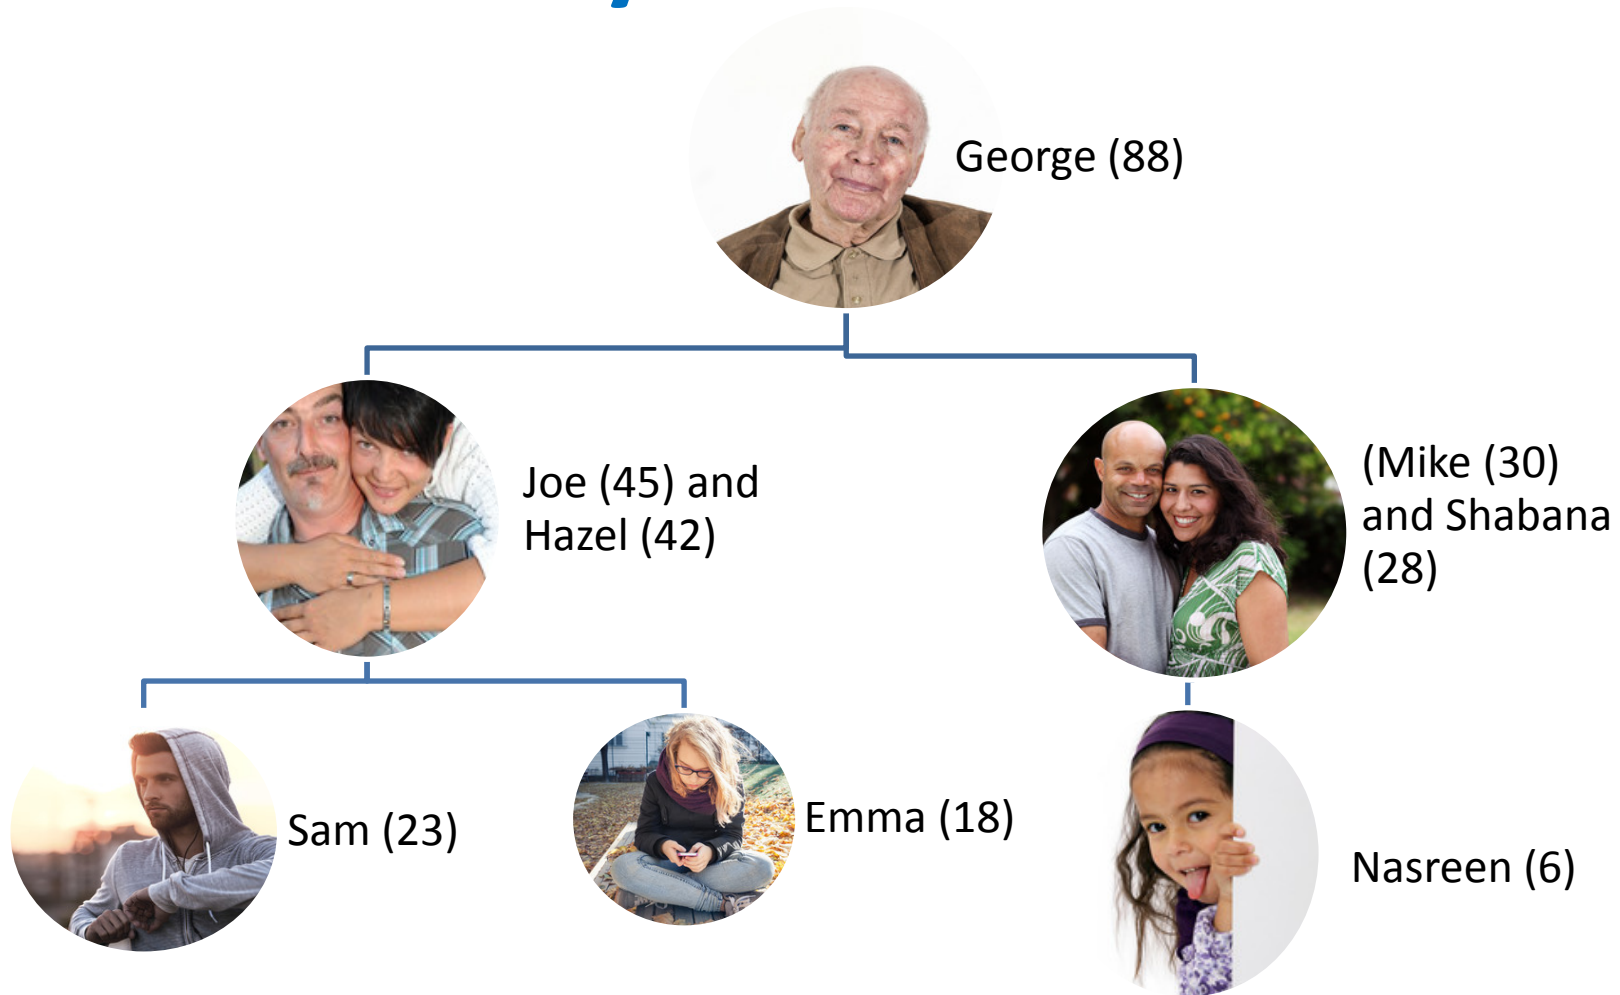 George (88)
Joe (45) and
Hazel (42)
(Mike (30)
and Shabana
(28)
Sam (23)
Emma (18)
Nasreen (6)